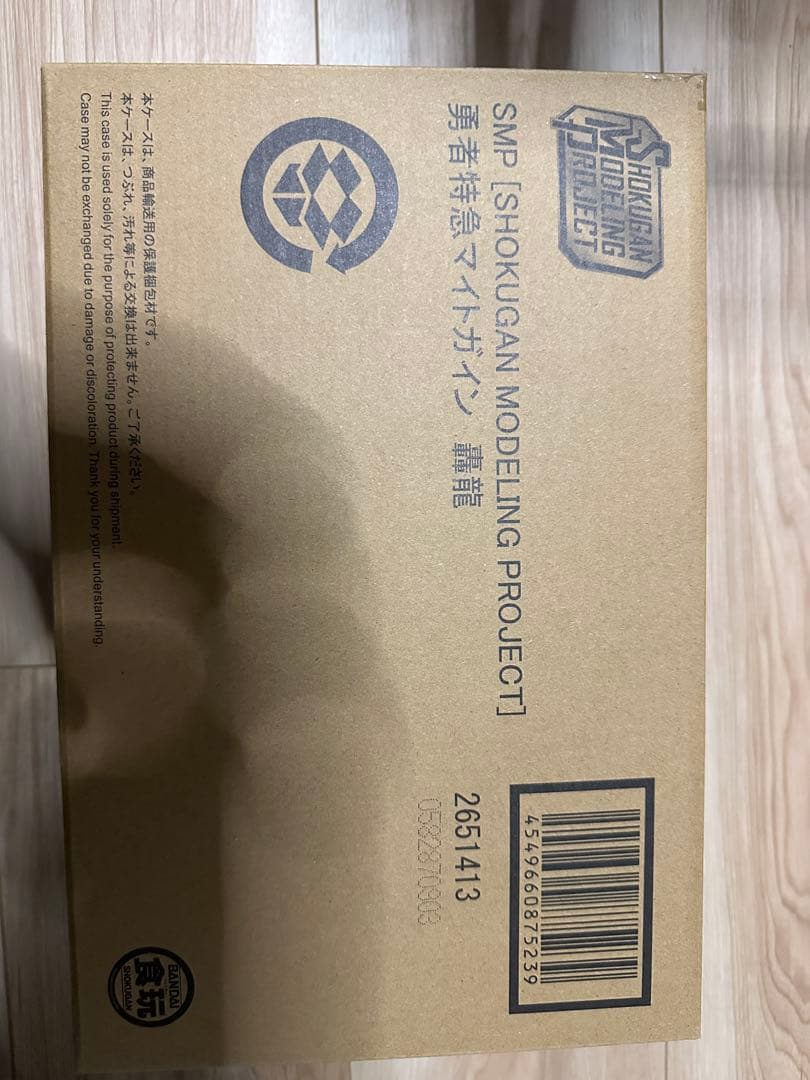 SHOKUGAN
MODELING
PROJECT
SMP [SHOKUGAN MODELING PROJECT]
勇者特急マイトガイン 轟龍
2651413
0582870903
4549660875239
本ケースは、商品輸送用の保護梱包材です。
本ケースは、つぶれ、汚れ等による交換は出来ません。ご了承ください。
This case is used solely for the purpose of protecting product during shipment.
Case may not be exchanged due to damage or discoloration. Thank you for your understanding
BANDAI
食玩
SHOKUGAN